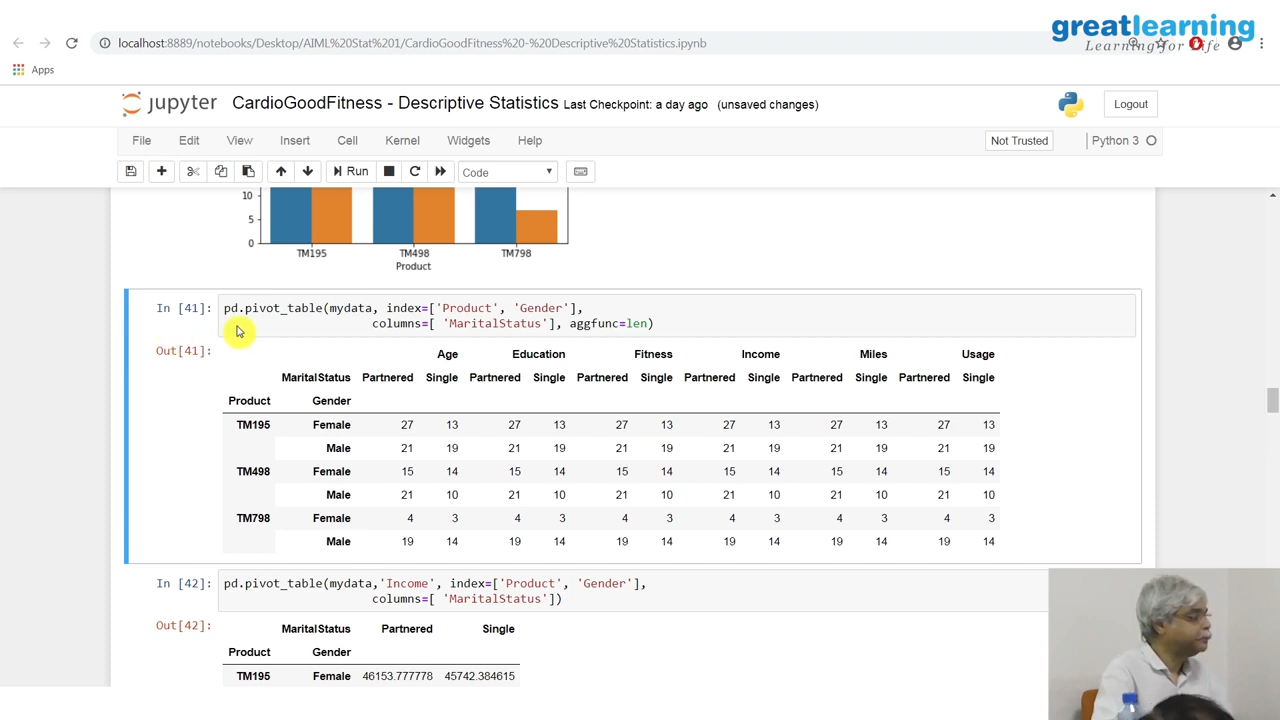 localhost:8889/notebooks/Desktop/AIML%20Stat%201/CardioGoodFitness%20-%20Descriptive%20Statistics.ipynb
greatlearning
Learning for Life
Apps
jupyter CardioGoodFitness - Descriptive Statistics Last Checkpoint: a day ago (unsaved changes) Logout
File Edit View Insert Cell Kernel Widgets Help Not Trusted Python 3
Run Code
10
5
0
TM195 TM498 TM798
Product
In [41]: pd.pivot_table(mydata, index=['Product', 'Gender'],
columns=[ 'MaritalStatus'], aggfunc=len)
Out[41]:
Age Education Fitness Income Miles Usage
MaritalStatus Partnered Single Partnered Single Partnered Single Partnered Single Partnered Single Partnered Single
Product Gender
TM195 Female 27 13 27 13 27 13 27 13 27 13 27 13
Male 21 19 21 19 21 19 21 19 21 19 21 19
TM498 Female 15 14 15 14 15 14 15 14 15 14 15 14
Male 21 10 21 10 21 10 21 10 21 10 21 10
TM798 Female 4 3 4 3 4 3 4 3 4 3 4 3
Male 19 14 19 14 19 14 19 14 19 14 19 14
In [42]: pd.pivot_table(mydata,'Income', index=['Product', 'Gender'],
columns=[ 'MaritalStatus'])
Out[42]:
MaritalStatus Partnered Single
Product Gender
TM195 Female 46153.777778 45742.384615